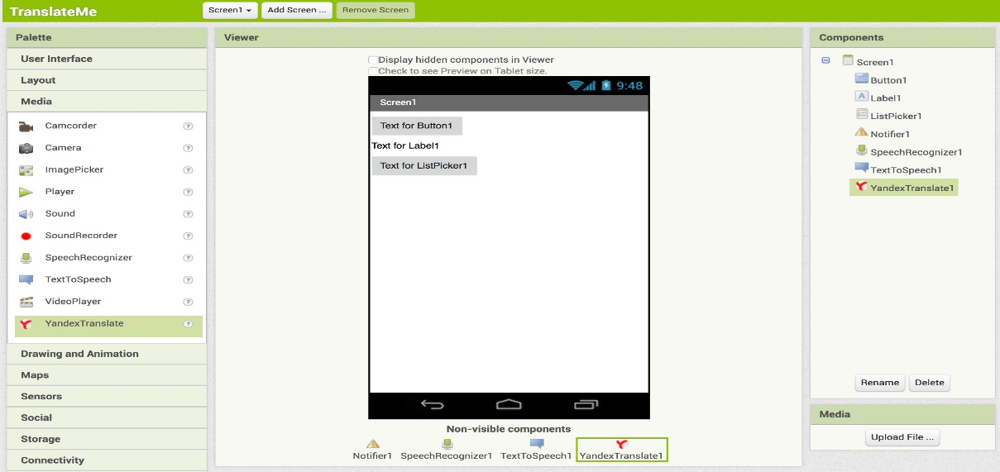 TranslateMe
Screen1
Add Screen ...
Remove Screen
Palette
User Interface
Layout
Media
Camcorder
Camera
ImagePicker
Player
Sound
SoundRecorder
SpeechRecognizer
TextToSpeech
VideoPlayer
YandexTranslate
Drawing and Animation
Maps
Sensors
Social
Storage
Connectivity
Viewer
Display hidden components in Viewer
Check to see Preview on Tablet size.
9:48
Screen1
Text for Button1
Text for Label1
Text for ListPicker1
Non-visible components
Notifier1 SpeechRecognizer1 TextToSpeech1 YandexTranslate1
Components
Screen1
Button1
Label1
ListPicker1
Notifier1
SpeechRecognizer1
TextToSpeech1
YandexTranslate1
Rename Delete
Media
Upload File ...